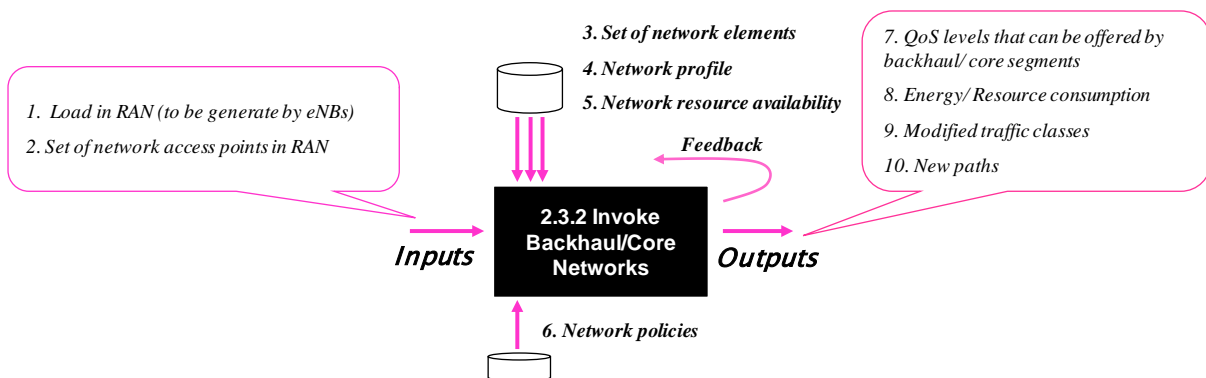 3. Set of network elements
4. Network profile
5. Network resource availability
1. Load in RAN (to be generate by eNBs)
2. Set of network access points in RAN
7. QoS levels that can be offered by
backhaul/ core segments
8. Energy/ Resource consumption
9. Modified traffic classes
10. New paths
Feedback
2.3.2 Invoke
Backhaul/Core
Networks
Inputs
Outputs
6. Network policies